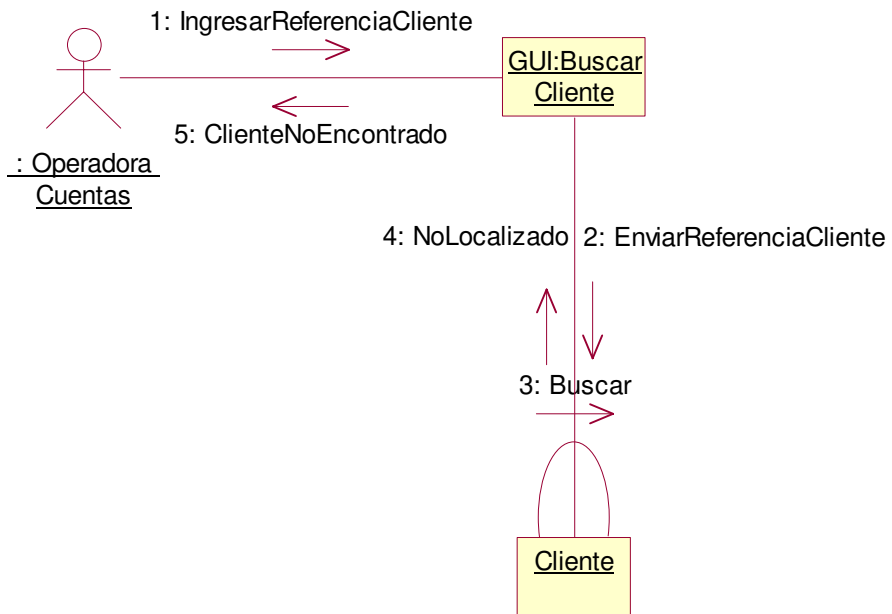 1: IngresarReferenciaCliente
GUI:Buscar
Cliente
5: ClienteNoEncontrado
: Operadora
Cuentas
4: NoLocalizado
2: EnviarReferenciaCliente
3: Buscar
Cliente